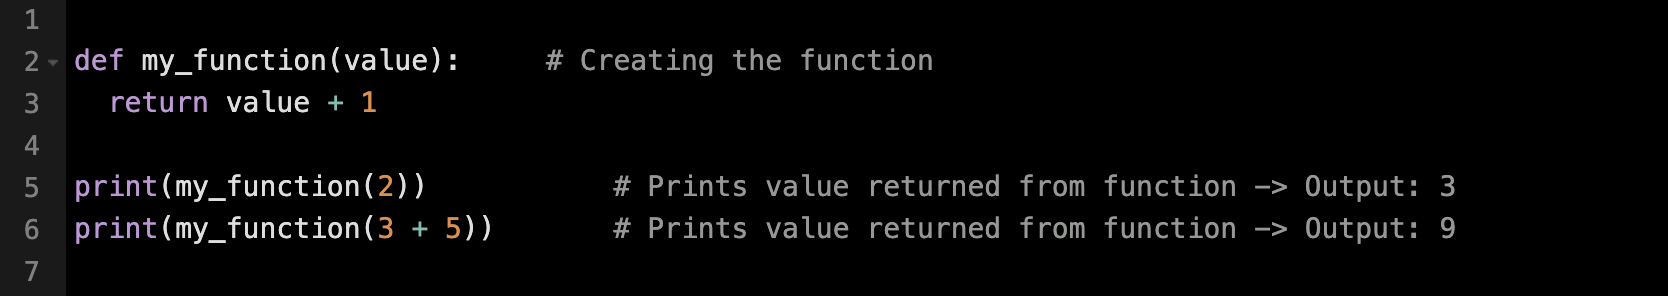 1
2 def my_function(value):     # Creating the function
3   return value + 1
4
5 print(my_function(2))           # Prints value returned from function -> Output: 3
6 print(my_function(3 + 5))       # Prints value returned from function -> Output: 9
7